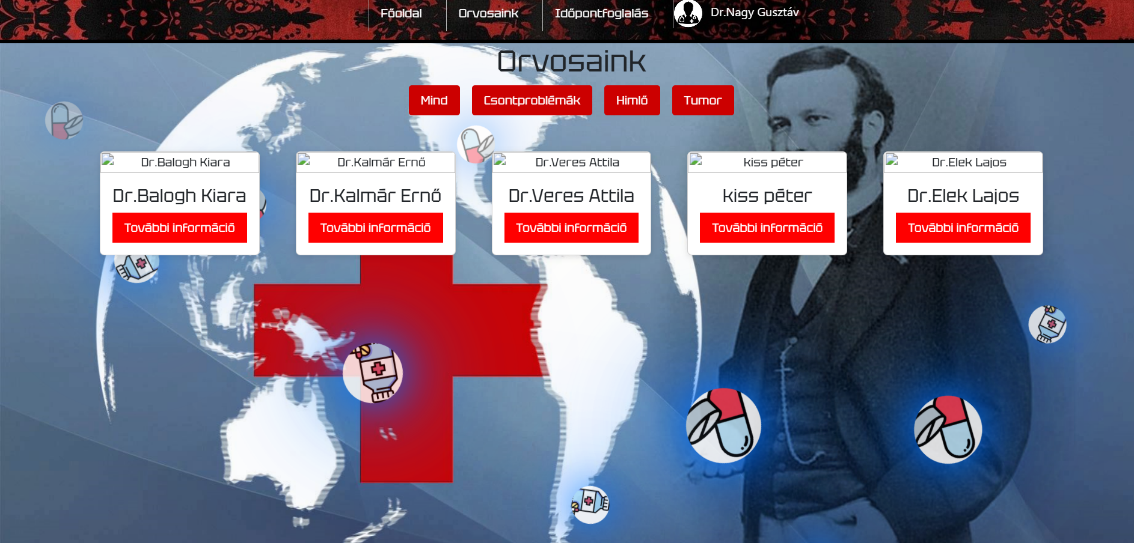 Főoldal
Orvosaink
Időpontfoglalás
Dr.Nagy Gusztáv
Orvosaink
Mind
Csontproblémák
Himlő
Tumor
Dr.Balogh Kiara
Dr.Kalmár Ernő
Dr.Veres Attila
kiss péter
Dr.Elek Lajos
Dr.Balogh Kiara
Dr.Kalmár Ernő
Dr.Veres Attila
kiss péter
Dr.Elek Lajos
További információ
További információ
További információ
További információ
További információ